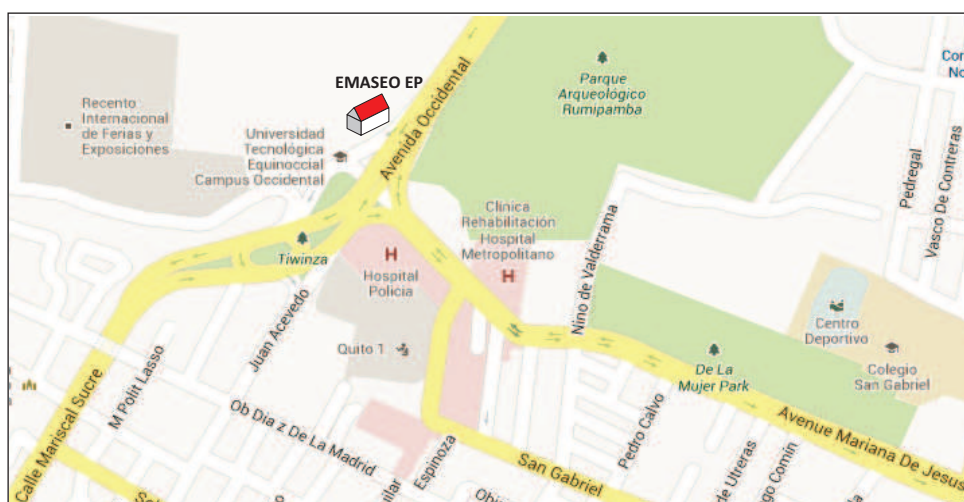 EMASEO EP
Avenida Occidental
Parque
Arqueológico
Rumipamba
Recento
Internacional
de Ferias y
Exposiciones
Universidad
Tecnológica
Equinoccial
Campus Occidental
Pedregal
Vasco De Contreras
Clínica
Rehabilitación
Hospital
Metropolitano
H
H
Hospital
Policia
Tiwinza
Nino de Valderrama
Juan Acevedo
Quito 1
Centro
Deportivo
Colegio
San Gabriel
De La
Mujer Park
M Polit Lasso
Calle Mariscal Sucre
Ob Dia z De La Madrid
Espinoza
San Gabriel
Pedro Calvo
de Utreras
Avenue Mariana De Jesus